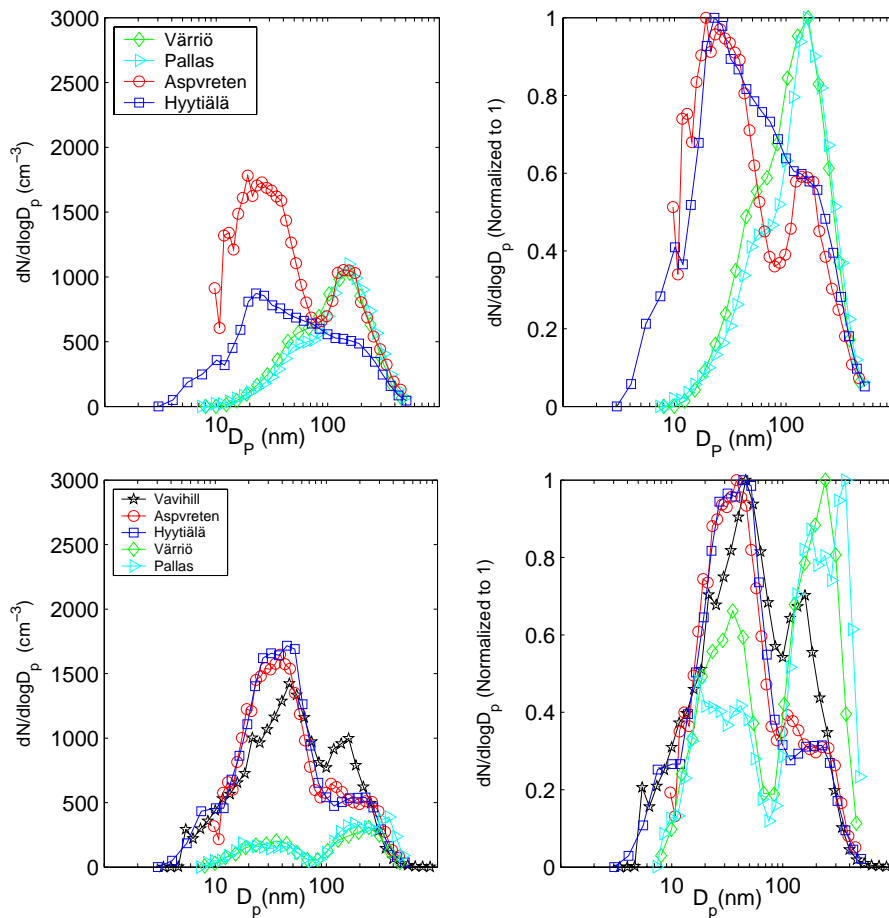 3000
2500
2000
1500
1000
500
0
dN/dlogD_p (cm^−3)
Värriö
Pallas
Aspvreten
Hyytiälä
10
100
D_P (nm)
1
0.8
0.6
0.4
0.2
0
dN/dlogD_p (Normalized to 1)
10
100
D_P (nm)
3000
2500
2000
1500
1000
500
0
dN/dlogD_p (cm^−3)
Vavihill
Aspvreten
Hyytiälä
Värriö
Pallas
10
100
D_p (nm)
1
0.8
0.6
0.4
0.2
0
dN/dlogD_p (Normalized to 1)
10
100
D_p (nm)